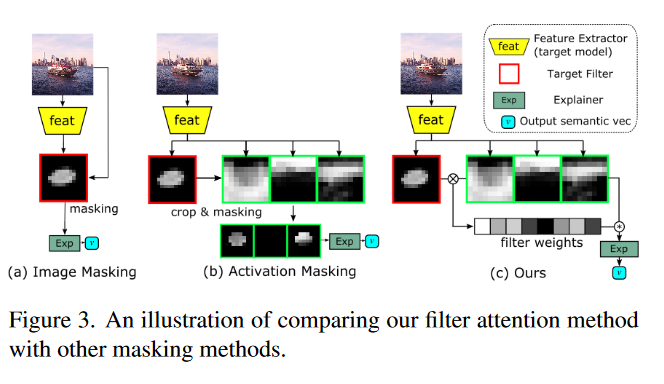 feat
Feature Extractor
(target model)
Target Filter
Exp
Explainer
v
Output semantic vec
feat
feat
feat
masking
crop & masking
filter weights
Exp
v
Exp
v
Exp
v
(a) Image Masking
(b) Activation Masking
(c) Ours
Figure 3. An illustration of comparing our filter attention method
with other masking methods.